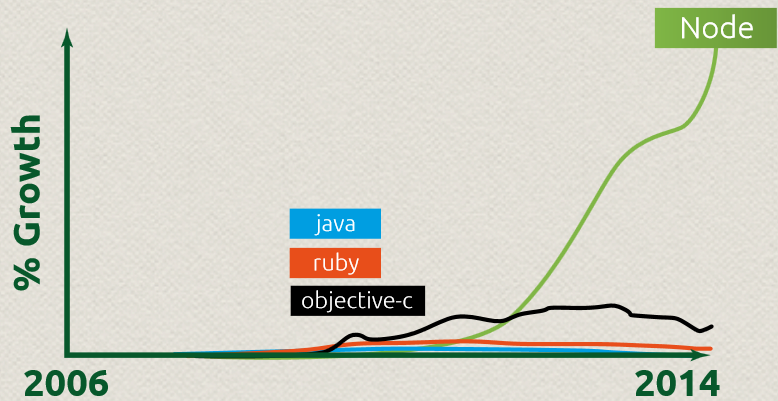 Node
% Growth
java
ruby
objective-c
2006
2014